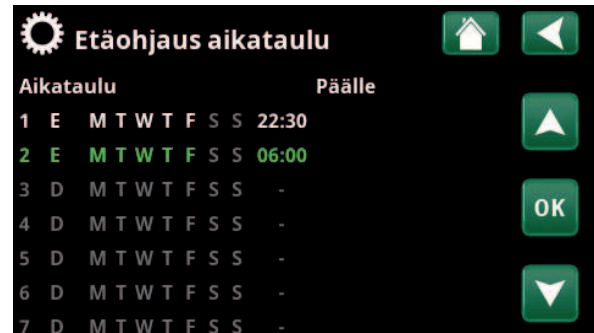 Etäohjaus aikataulu
Aikataulu Päälle
1 E M T W T F S S 22:30
2 E M T W T F S S 06:00
3 D M T W T F S S -
4 D M T W T F S S -
OK
5 D M T W T F S S -
6 D M T W T F S S -
7 D M T W T F S S